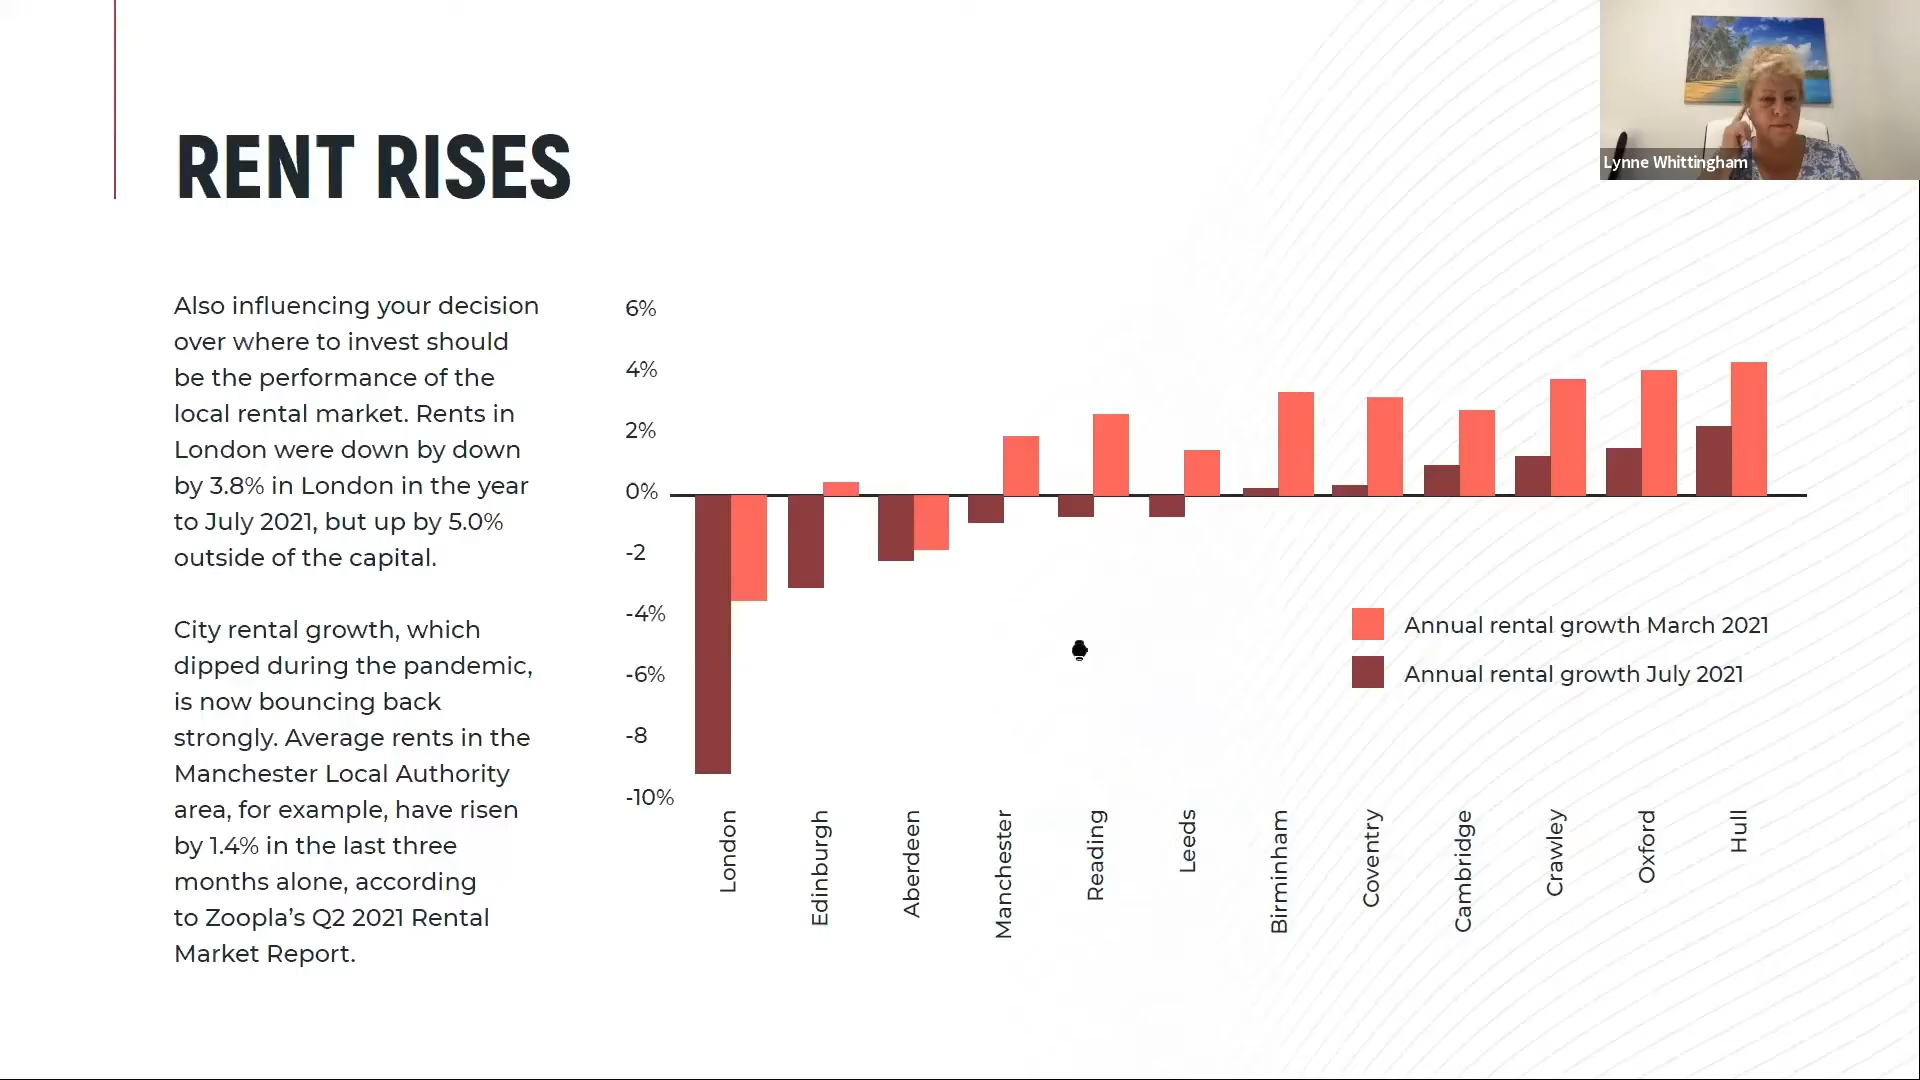 Lynne Whittingham
RENT RISES
Also influencing your decision
over where to invest should
be the performance of the
local rental market. Rents in
London were down by down
by 3.8% in London in the year
to July 2021, but up by 5.0%
outside of the capital.
City rental growth, which
dipped during the pandemic,
is now bouncing back
strongly. Average rents in the
Manchester Local Authority
area, for example, have risen
by 1.4% in the last three
months alone, according
to Zoopla’s Q2 2021 Rental
Market Report.
6%
4%
2%
0%
-2
-4%
-6%
-8
-10%
Annual rental growth March 2021
Annual rental growth July 2021
London
Edinburgh
Aberdeen
Manchester
Reading
Leeds
Birminham
Coventry
Cambridge
Crawley
Oxford
Hull